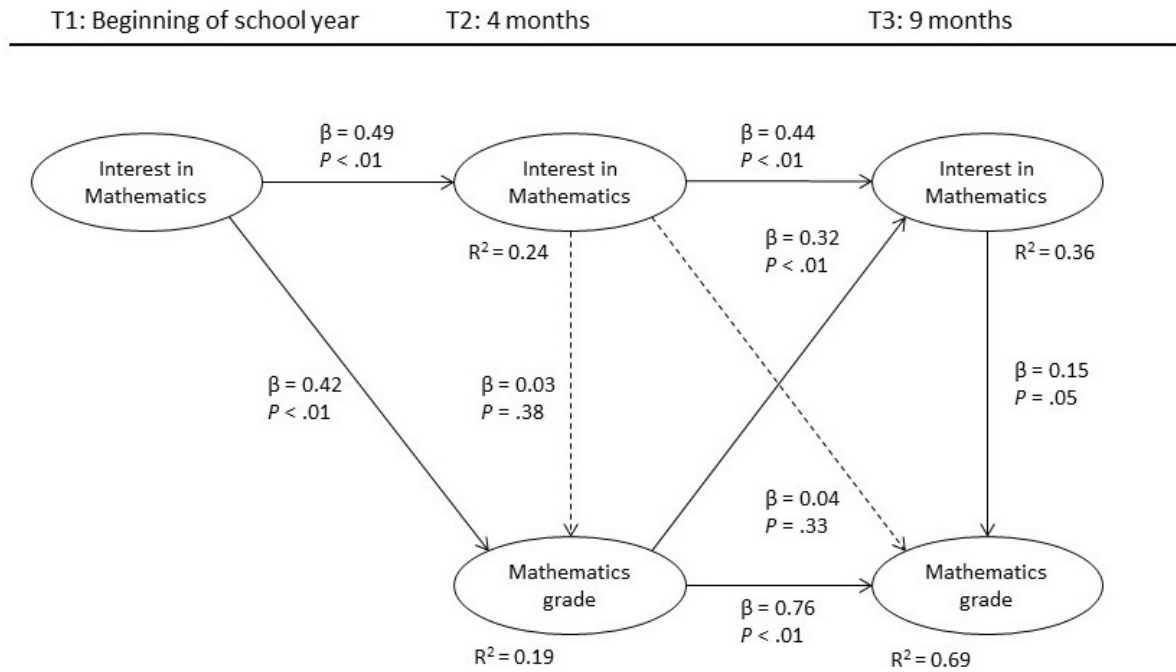 T1: Beginning of school year
T2: 4 months
T3: 9 months
β = 0.49
P < .01
β = 0.44
P < .01
Interest in
Mathematics
Interest in
Mathematics
Interest in
Mathematics
R² = 0.24
β = 0.32
P < .01
R² = 0.36
β = 0.42
P < .01
β = 0.03
P = .38
β = 0.15
P = .05
β = 0.04
P = .33
Mathematics
grade
Mathematics
grade
β = 0.76
P < .01
R² = 0.19
R² = 0.69